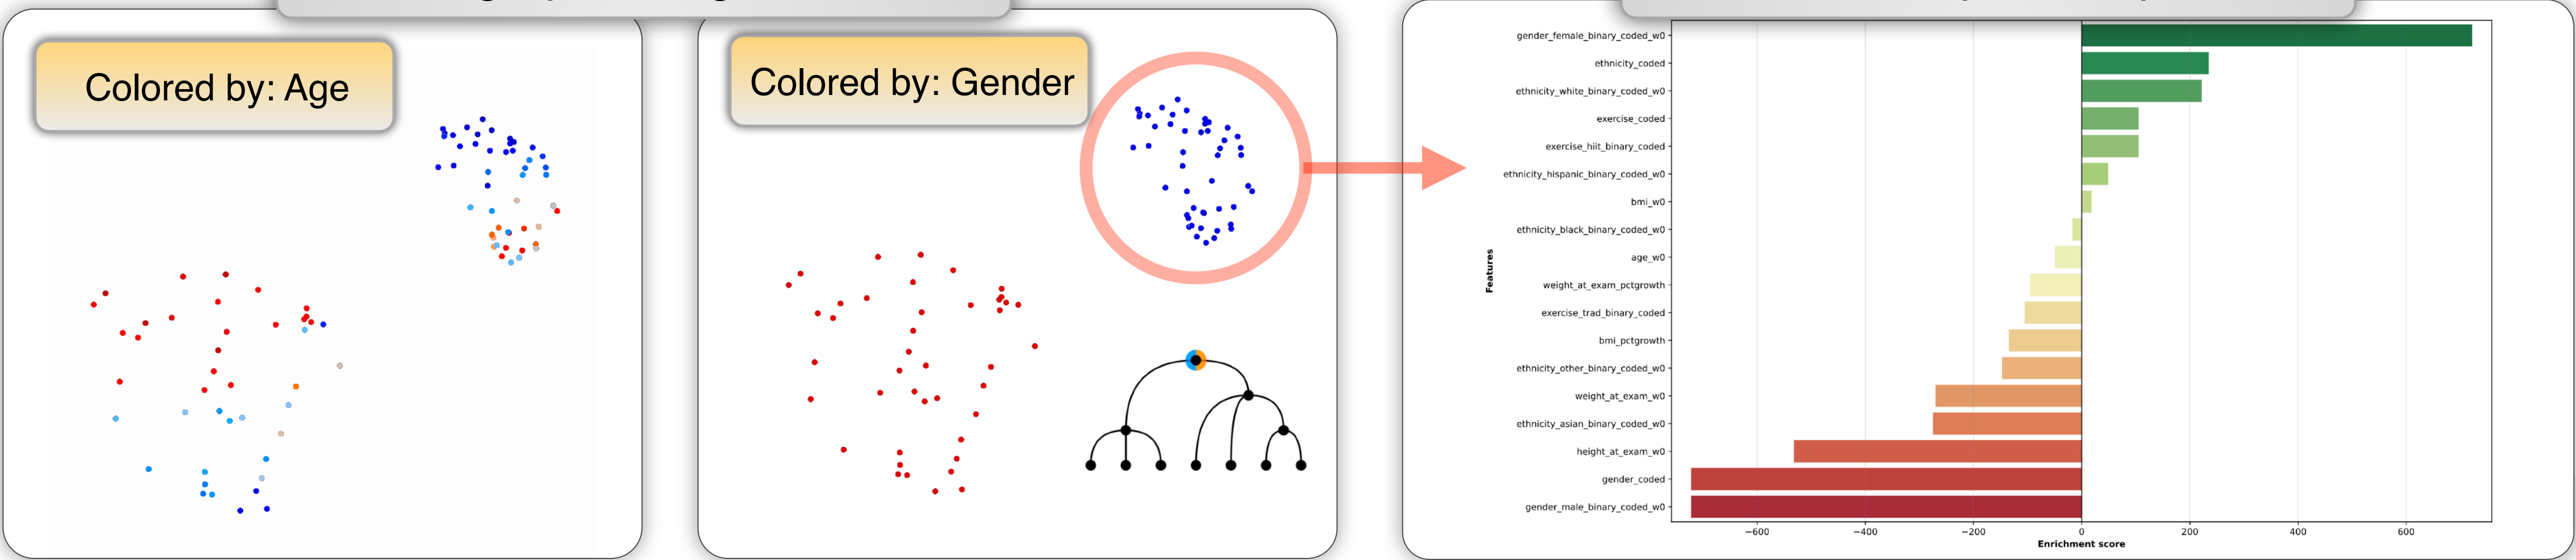 Colored by: Age
Colored by: Gender
gender_female_binary_coded_w0
ethnicity_coded
ethnicity_white_binary_coded_w0
exercise_coded
exercise_hiit_binary_coded
ethnicity_hispanic_binary_coded_w0
bmi_w0
ethnicity_black_binary_coded_w0
age_w0
weight_at_exam_pctgrowth
exercise_trad_binary_coded
bmi_pctgrowth
ethnicity_other_binary_coded_w0
weight_at_exam_w0
ethnicity_asian_binary_coded_w0
height_at_exam_w0
gender_coded
gender_male_binary_coded_w0
Features
−600 −400 −200 0 200 400 600
Enrichment score